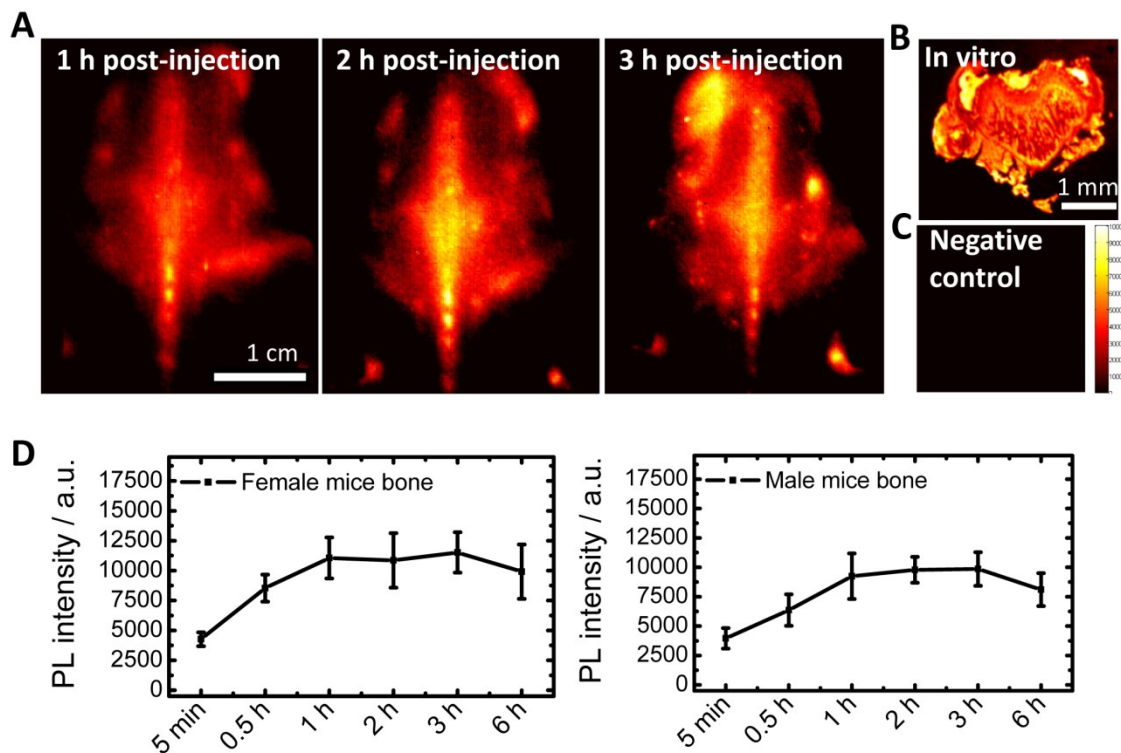 A
1 h post-injection
2 h post-injection
3 h post-injection
1 cm
B
In vitro
1 mm
C
Negative
control
D
PL intensity / a.u.
17500
15000
12500
10000
7500
5000
2500
0
Female mice bone
5 min
0.5 h
1 h
2 h
3 h
6 h
PL intensity / a.u.
17500
15000
12500
10000
7500
5000
2500
0
Male mice bone
5 min
0.5 h
1 h
2 h
3 h
6 h